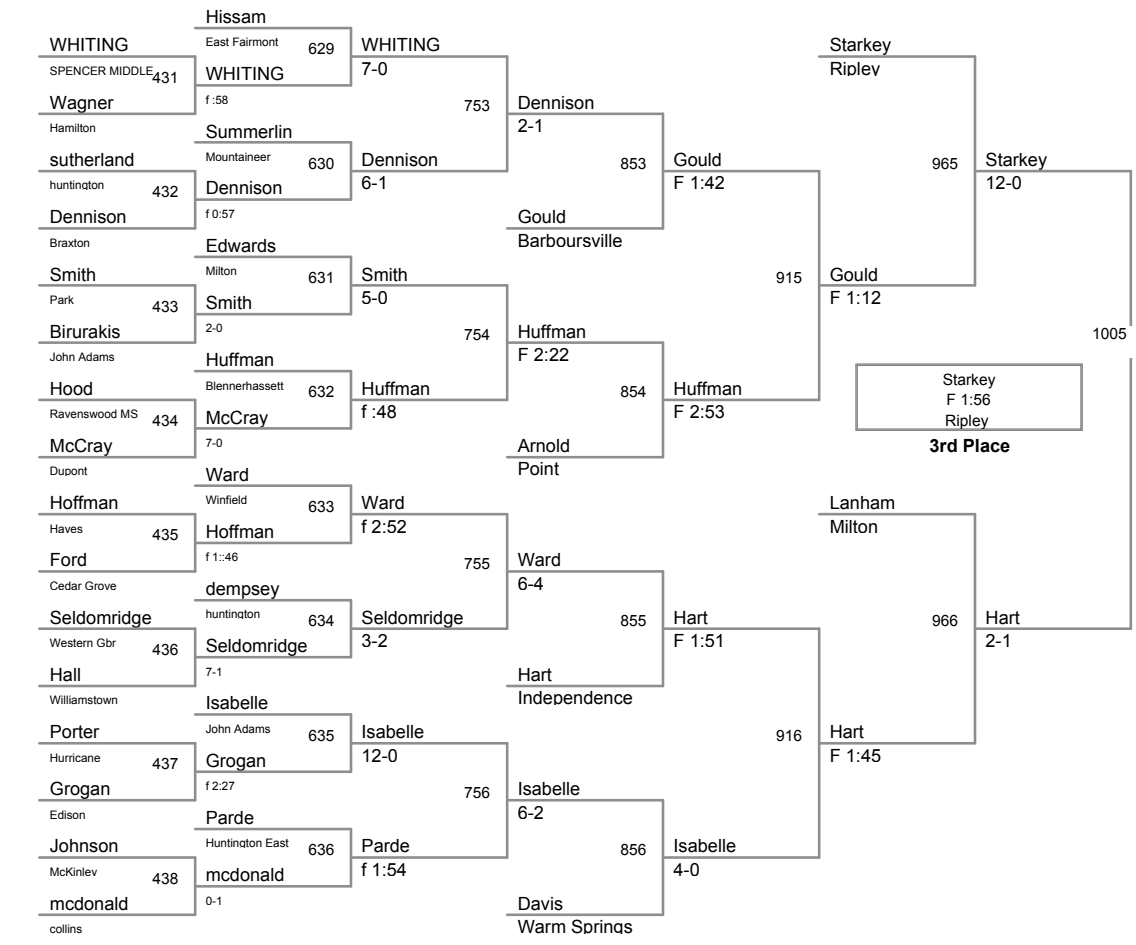 Hissam
WHITING
East Fairmont
629
WHITING
Starkey
SPENCER MIDDLE
431
WHITING
7-0
Ripley
Wagner
f :58
753
Dennison
Hamilton
Summerlin
2-1
sutherland
Mountaineer
630
Dennison
853
Gould
965
Starkey
huntington
432
Dennison
6-1
F 1:42
12-0
Dennison
f 0:57
Gould
Braxton
Edwards
Barboursville
Smith
Milton
631
Smith
915
Gould
Park
433
Smith
5-0
F 1:12
Birurakis
2-0
754
Huffman
1005
John Adams
Huffman
F 2:22
Hood
Blennerhassett
632
Huffman
854
Huffman
Starkey
Ravenswood MS
434
McCray
f :48
F 2:53
F 1:56
McCray
7-0
Arnold
Ripley
3rd Place
Dupont
Ward
Point
Hoffman
Winfield
633
Ward
Lanham
Haves
435
Hoffman
f 2:52
Milton
Ford
f 1::46
755
Ward
Cedar Grove
dempsey
6-4
Seldomridge
huntington
634
Seldomridge
855
Hart
966
Hart
Western Gbr
436
Seldomridge
3-2
F 1:51
2-1
Hall
7-1
Hart
Williamstown
Isabelle
Independence
Porter
John Adams
635
Isabelle
916
Hart
Hurricane
437
Grogan
12-0
F 1:45
Grogan
f 2:27
756
Isabelle
Edison
Parde
6-2
Johnson
Huntington East
636
Parde
856
Isabelle
McKinlev
438
mcdonald
f 1:54
4-0
mcdonald
0-1
Davis
collins
Warm Springs